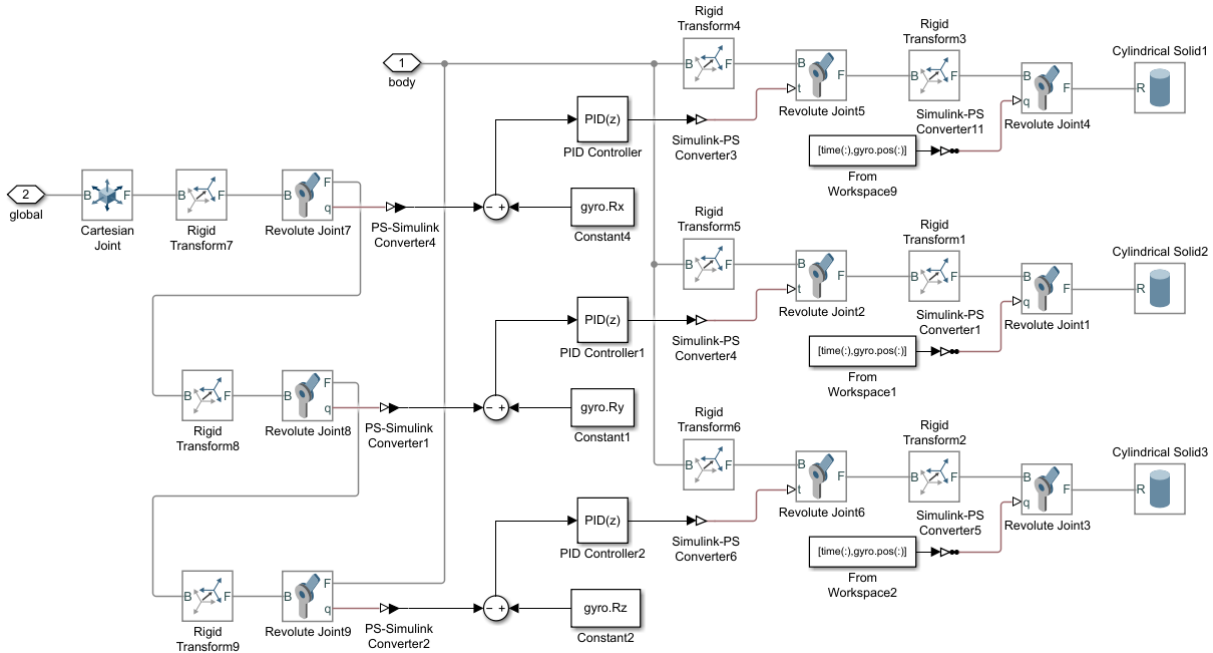 Rigid
Transform4
B F
B
t
F
Revolute Joint5
Rigid
Transform3
B F
B
q
F
Revolute Joint4
Cylindrical Solid1
R
1
body
PID(z)
PID Controller
Simulink-PS
Converter3
Simulink-PS
Converter11
[time(:),gyro.pos(:)]
From
Workspace9
2
global
B F
Cartesian
Joint
B F
Rigid
Transform7
B
F
q
Revolute Joint7
PS-Simulink
Converter4
− +
gyro.Rx
Constant4
Rigid
Transform5
B F
B
t
F
Revolute Joint2
Rigid
Transform1
B F
B
q
F
Revolute Joint1
Cylindrical Solid2
R
PID(z)
PID Controller1
Simulink-PS
Converter4
Simulink-PS
Converter1
[time(:),gyro.pos(:)]
From
Workspace1
B F
Rigid
Transform8
B
F
q
Revolute Joint8
PS-Simulink
Converter1
− +
gyro.Ry
Constant1
Rigid
Transform6
B F
B
t
F
Revolute Joint6
Rigid
Transform2
B F
B
q
F
Revolute Joint3
Cylindrical Solid3
R
PID(z)
PID Controller2
Simulink-PS
Converter6
Simulink-PS
Converter5
[time(:),gyro.pos(:)]
From
Workspace2
B F
Rigid
Transform9
B
F
q
Revolute Joint9
PS-Simulink
Converter2
− +
gyro.Rz
Constant2